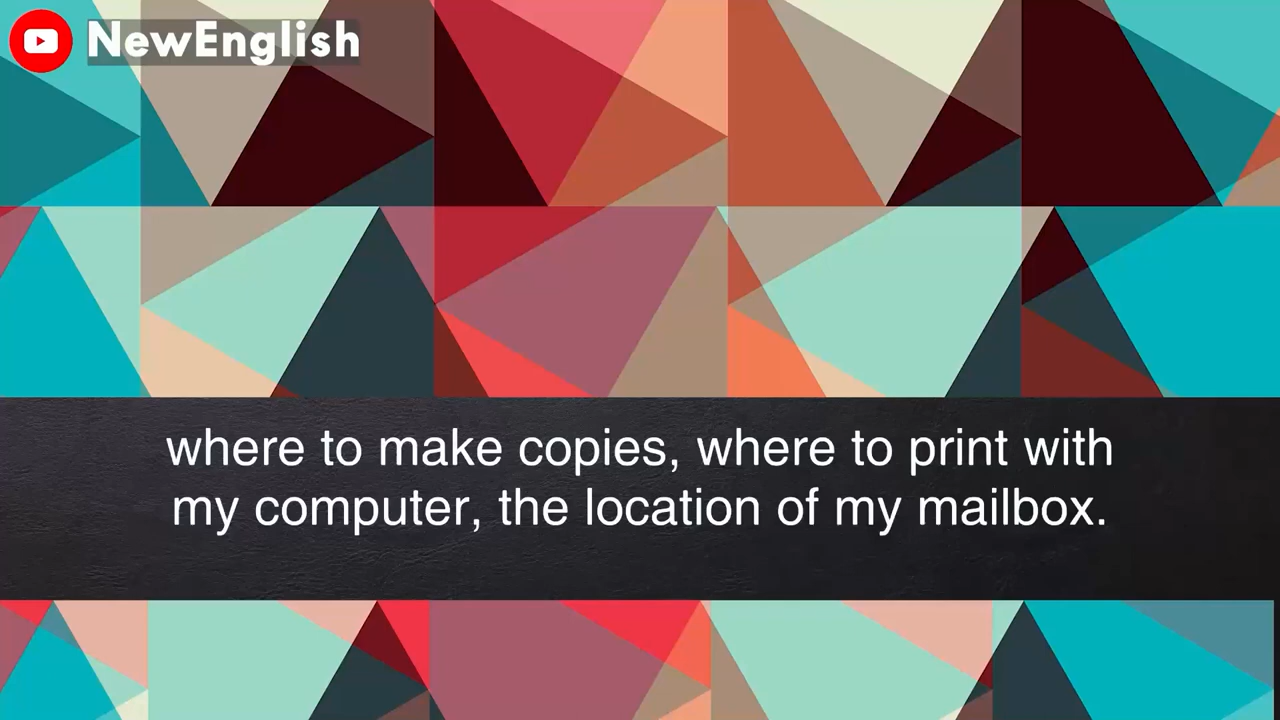 NewEnglish
where to make copies, where to print with
my computer, the location of my mailbox.